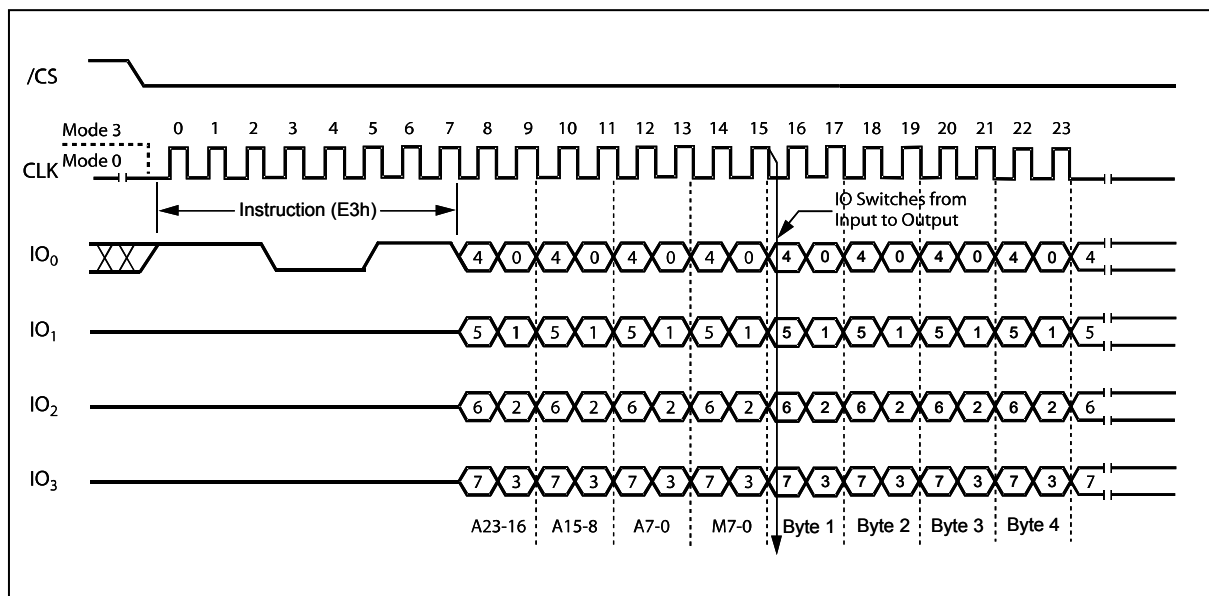 /CS
Mode 3
0 1 2 3 4 5 6 7 8 9 10 11 12 13 14 15 16 17 18 19 20 21 22 23
CLK
Mode 0
Instruction (E3h)
IO Switches from
Input to Output
IO0
4 0 4 0 4 0 4 0 4 0 4 0 4 0 4 0 4
IO1
5 1 5 1 5 1 5 1 5 1 5 1 5 1 5 1 5
IO2
6 2 6 2 6 2 6 2 6 2 6 2 6 2 6 2 6
IO3
7 3 7 3 7 3 7 3 7 3 7 3 7 3 7 3 7
A23-16 A15-8 A7-0 M7-0 Byte 1 Byte 2 Byte 3 Byte 4